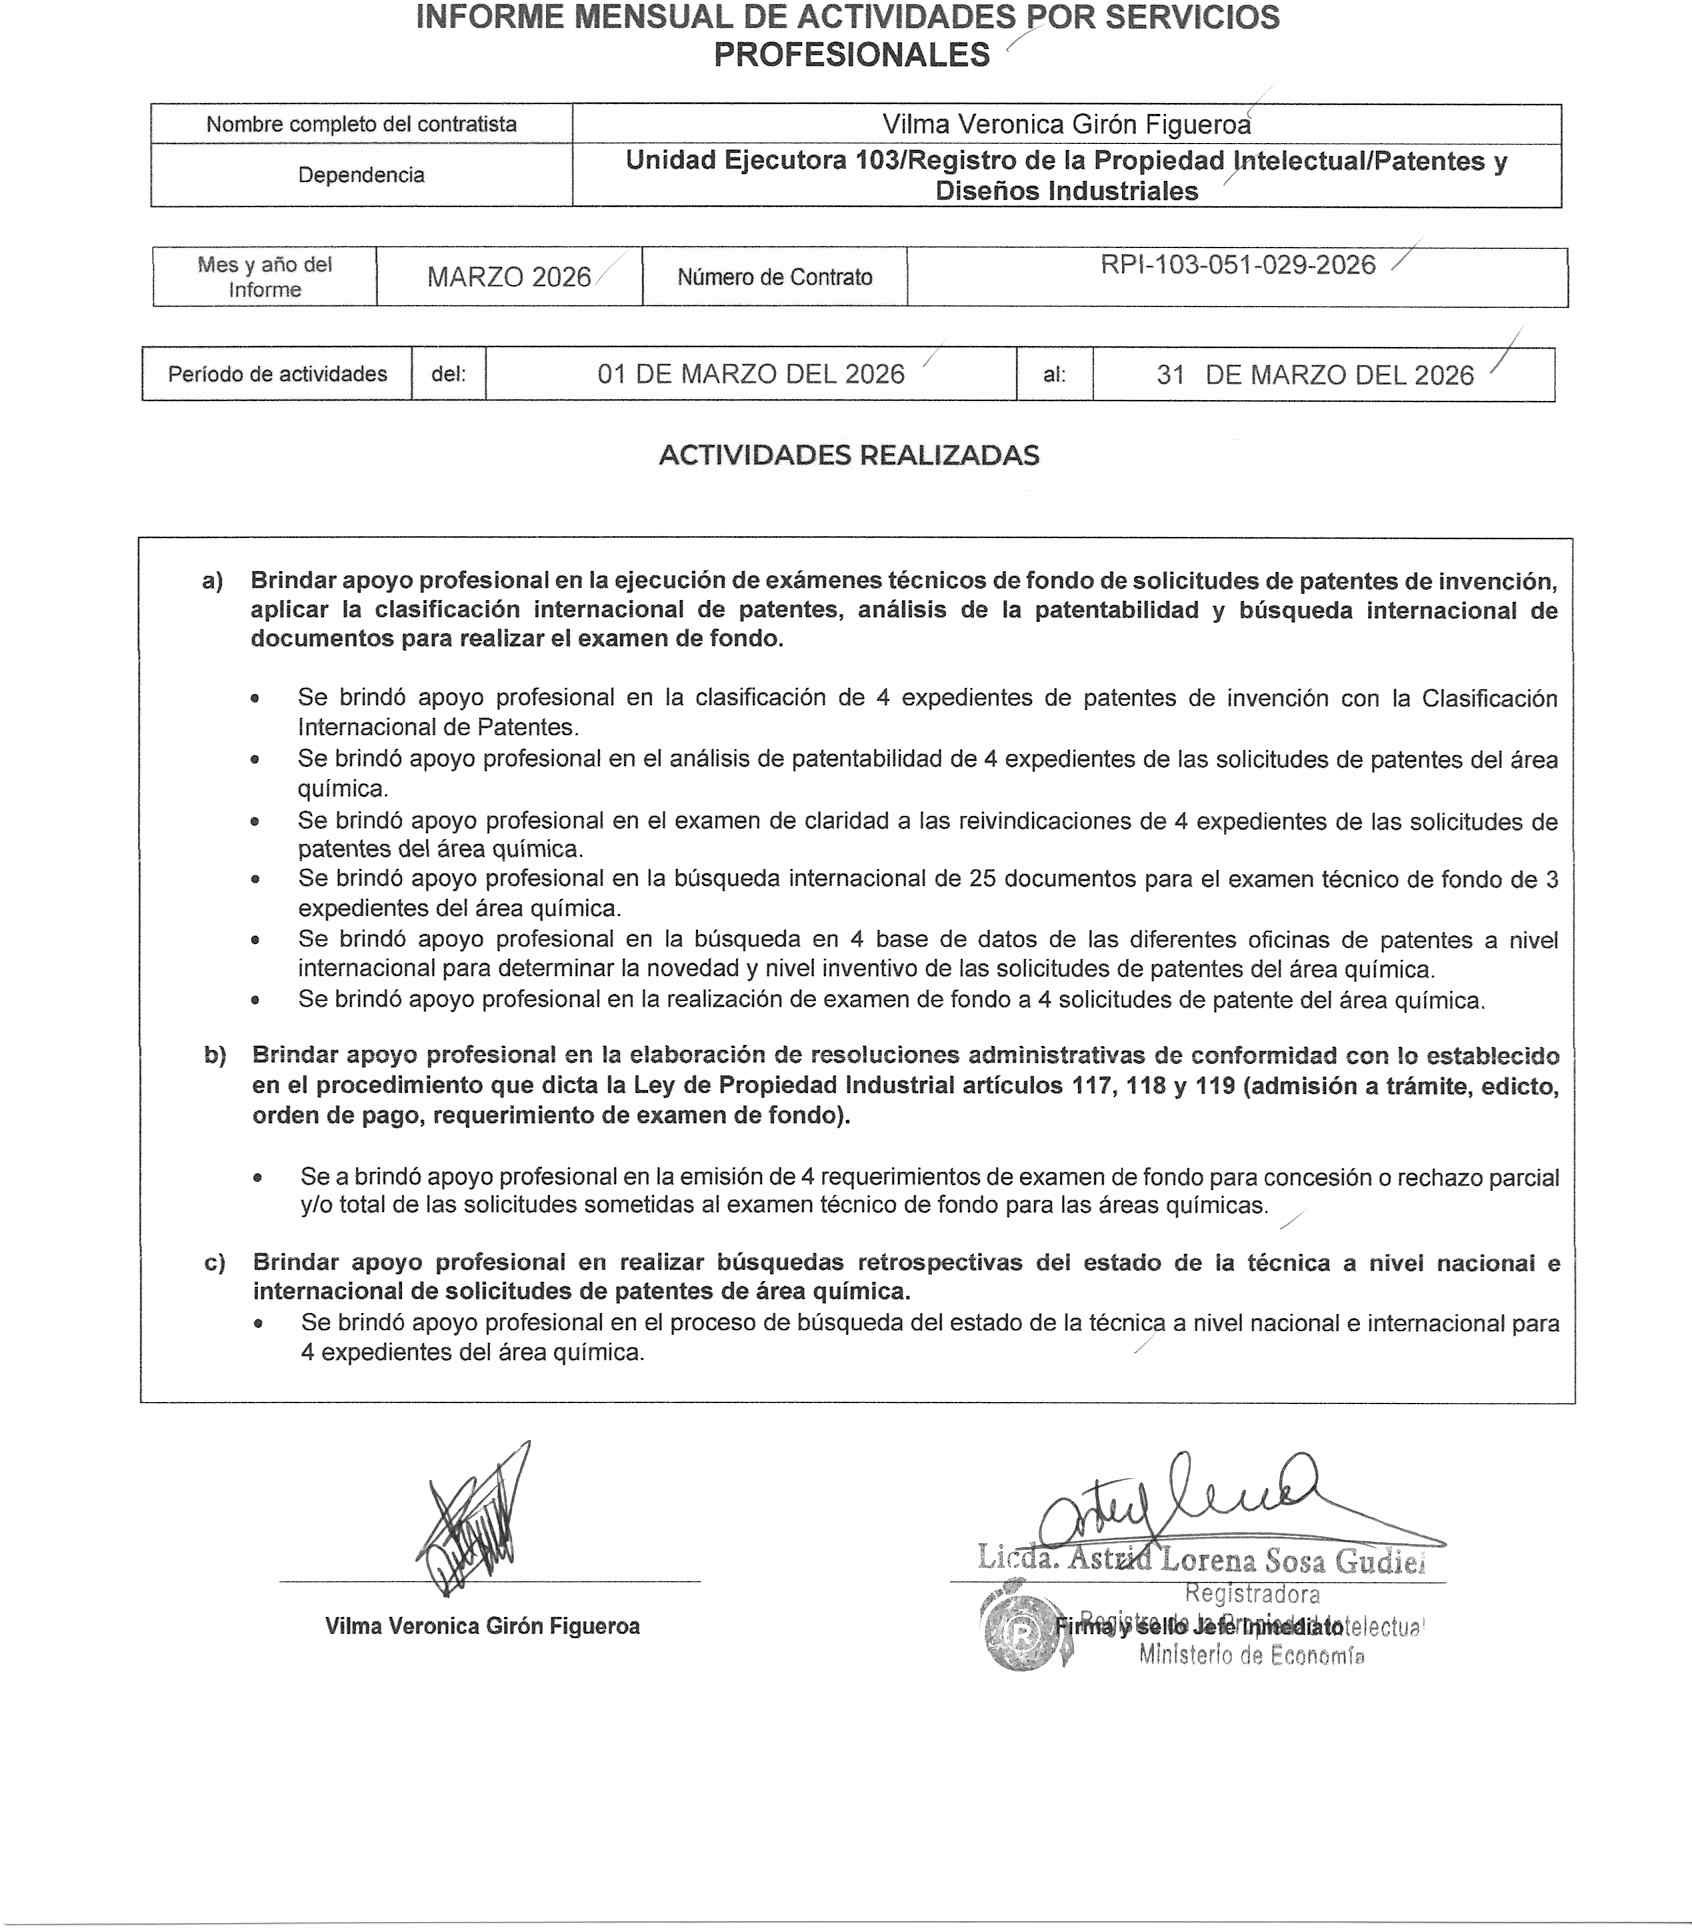 INFORME MENSUAL DE ACTIVIDADES POR SERVICIOS
PROFESIONALES
Nombre completo del contratista
Vilma Veronica Girón Figueroa
Dependencia
Unidad Ejecutora 103/Registro de la Propiedad Intelectual/Patentes y
Diseños Industriales
Mes y año del
Informe
MARZO 2026
Número de Contrato
RPI-103-051-029-2026
Período de actividades
del:
01 DE MARZO DEL 2026
al:
31 DE MARZO DEL 2026
ACTIVIDADES REALIZADAS
a) Brindar apoyo profesional en la ejecución de exámenes técnicos de fondo de solicitudes de patentes de invención,
aplicar la clasificación internacional de patentes, análisis de la patentabilidad y búsqueda internacional de
documentos para realizar el examen de fondo.
• Se brindó apoyo profesional en la clasificación de 4 expedientes de patentes de invención con la Clasificación
Internacional de Patentes.
• Se brindó apoyo profesional en el análisis de patentabilidad de 4 expedientes de las solicitudes de patentes del área
química.
• Se brindó apoyo profesional en el examen de claridad a las reivindicaciones de 4 expedientes de las solicitudes de
patentes del área química.
• Se brindó apoyo profesional en la búsqueda internacional de 25 documentos para el examen técnico de fondo de 3
expedientes del área química.
• Se brindó apoyo profesional en la búsqueda en 4 base de datos de las diferentes oficinas de patentes a nivel
internacional para determinar la novedad y nivel inventivo de las solicitudes de patentes del área química.
• Se brindó apoyo profesional en la realización de examen de fondo a 4 solicitudes de patente del área química.
b) Brindar apoyo profesional en la elaboración de resoluciones administrativas de conformidad con lo establecido
en el procedimiento que dicta la Ley de Propiedad Industrial artículos 117, 118 y 119 (admisión a trámite, edicto,
orden de pago, requerimiento de examen de fondo).
• Se a brindó apoyo profesional en la emisión de 4 requerimientos de examen de fondo para concesión o rechazo parcial
y/o total de las solicitudes sometidas al examen técnico de fondo para las áreas químicas.
c) Brindar apoyo profesional en realizar búsquedas retrospectivas del estado de la técnica a nivel nacional e
internacional de solicitudes de patentes de área química.
• Se brindó apoyo profesional en el proceso de búsqueda del estado de la técnica a nivel nacional e internacional para
4 expedientes del área química.
Vilma Veronica Girón Figueroa
Licda. Astrid Lorena Sosa Gudiel
Registradora
Registro de la Propiedad Intelectual
Firma y sello Jefe Inmediato
Ministerio de Economía